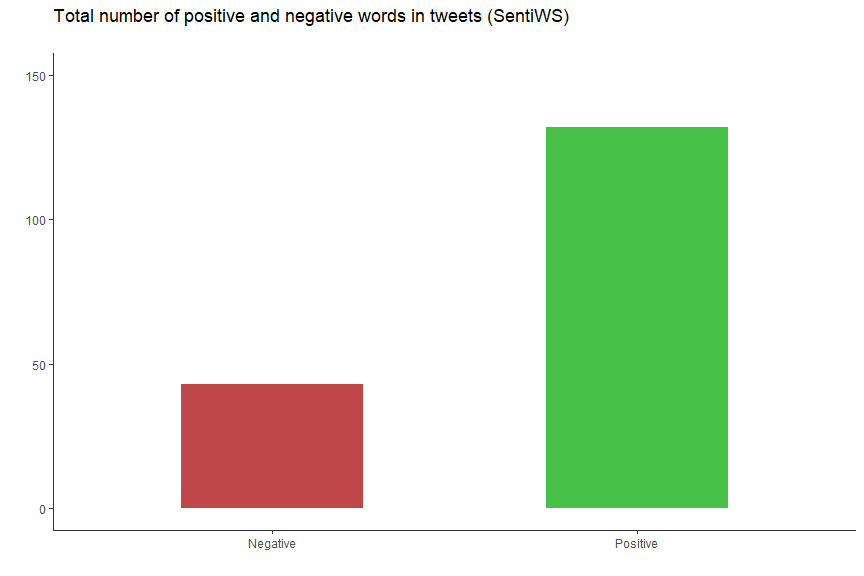 Total number of positive and negative words in tweets (SentiWS)
150
100
50
0
Negative Positive